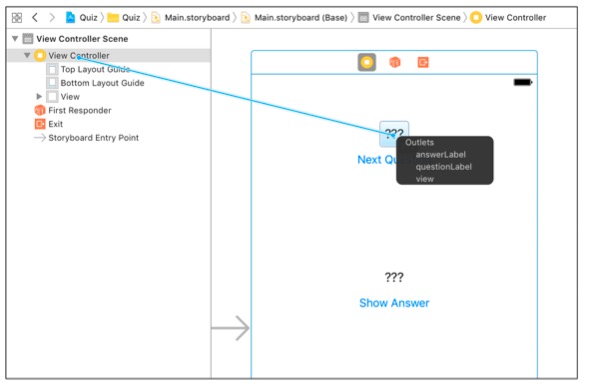 Quiz Quiz Main.storyboard Main.storyboard (Base) View Controller Scene View Controller
View Controller Scene
View Controller
Top Layout Guide
Bottom Layout Guide
View
First Responder
Exit
Storyboard Entry Point
???
Next Qu
Outlets
answerLabel
questionLabel
view
???
Show Answer